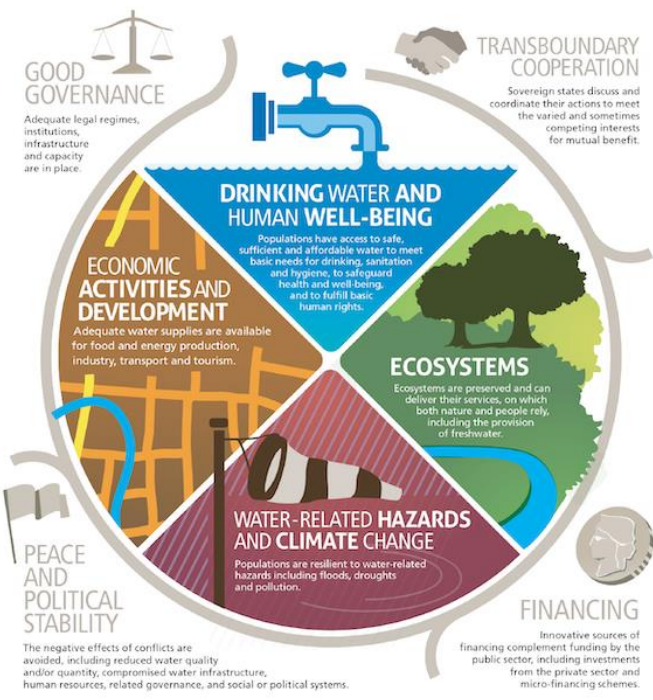 GOOD
GOVERNANCE
Adequate legal regimes,
institutions,
infrastructure
and capacity
are in place.
TRANSBOUNDARY
COOPERATION
Sovereign states discuss and
coordinate their actions to meet
the varied and sometimes
competing interests
for mutual benefit.
DRINKING WATER AND
HUMAN WELL-BEING
Populations have access to safe,
sufficient and affordable water to meet
basic needs for drinking, sanitation
and hygiene, to safeguard
health and well-being,
and to fulfill basic
human rights.
ECONOMIC
ACTIVITIES AND
DEVELOPMENT
Adequate water supplies are available
for food and energy production,
industry, transport and tourism.
ECOSYSTEMS
Ecosystems are preserved and can
deliver their services, on which
both nature and people rely,
including the provision
of freshwater.
WATER-RELATED HAZARDS
AND CLIMATE CHANGE
Populations are resilient to water-related
hazards including floods, droughts
and pollution.
PEACE
AND
POLITICAL
STABILITY
The negative effects of conflicts are
avoided, including reduced water quality
and/or quantity, compromised water infrastructure,
human resources, related governance, and social or political systems.
FINANCING
Innovative sources of
financing complement funding by the
public sector, including investments
from the private sector and
micro-financing schemes.